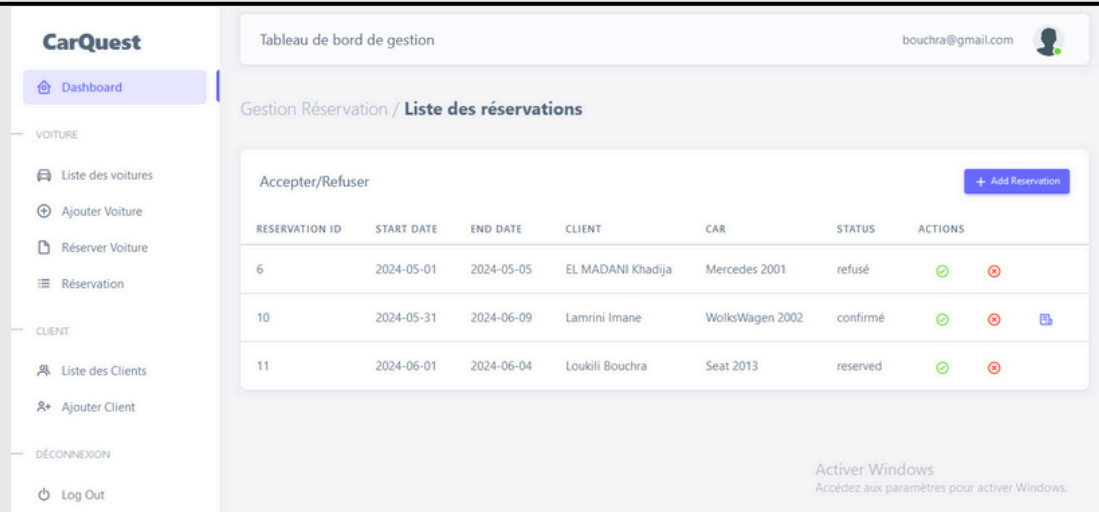 CarQuest
Dashboard
VOITURE
Liste des voitures
Ajouter Voiture
Réserver Voiture
Réservation
CLIENT
Liste des Clients
Ajouter Client
DÉCONNEXION
Log Out
Tableau de bord de gestion
bouchra@gmail.com
Gestion Réservation / Liste des réservations
Accepter/Refuser
+ Add Reservation
RESERVATION ID START DATE END DATE CLIENT CAR STATUS ACTIONS
6 2024-05-01 2024-05-05 EL MADANI Khadija Mercedes 2001 refusé
10 2024-05-31 2024-06-09 Lamrini Imane WolksWagen 2002 confirmé
11 2024-06-01 2024-06-04 Loukili Bouchra Seat 2013 reserved
Activer Windows
Accédez aux paramètres pour activer Windows.